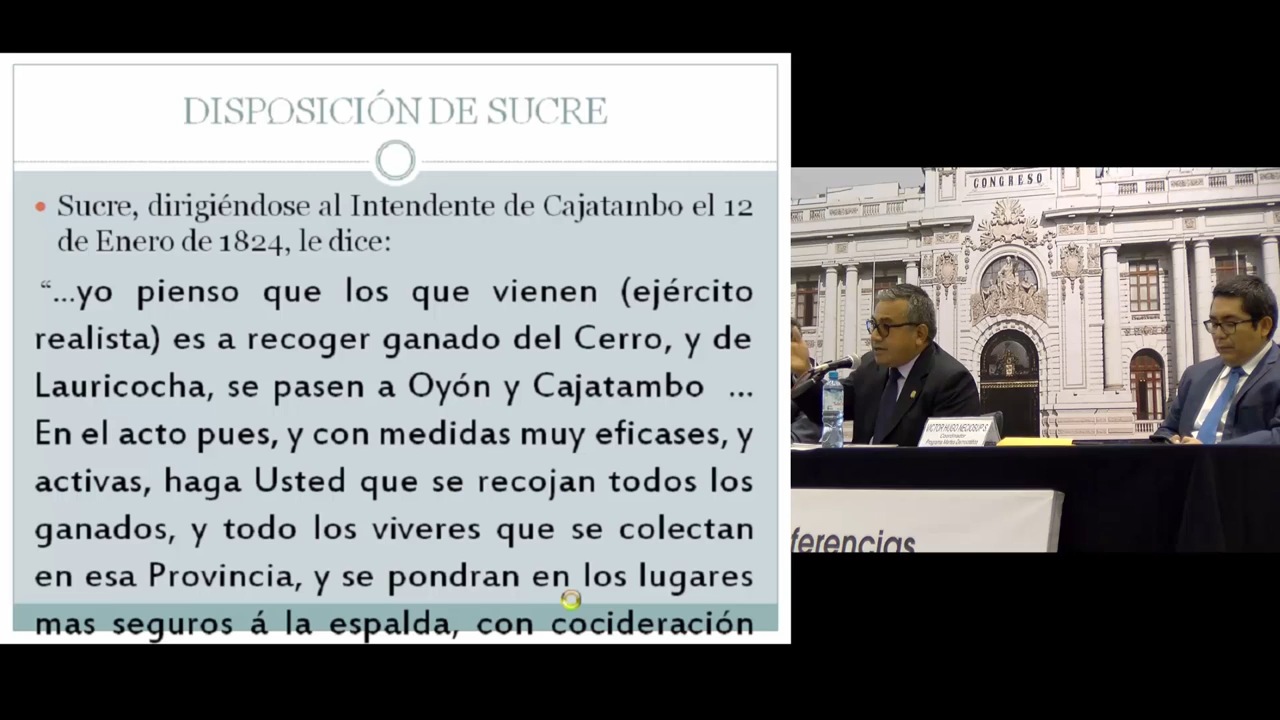 DISPOSICIÓN DE SUCRE
• Sucre, dirigiéndose al Intendente de Cajatambo el 12
de Enero de 1824, le dice:
“...yo pienso que los que vienen (ejército
realista) es a recoger ganado del Cerro, y de
Lauricocha, se pasen a Oyón y Cajatambo ...
En el acto pues, y con medidas muy eficases, y
activas, haga Usted que se recojan todos los
ganados, y todo los viveres que se colectan
en esa Provincia, y se pondran en los lugares
mas seguros á la espalda, con cocideración
CONGRESO
VICTOR HUGO
Coordinador
ferencias